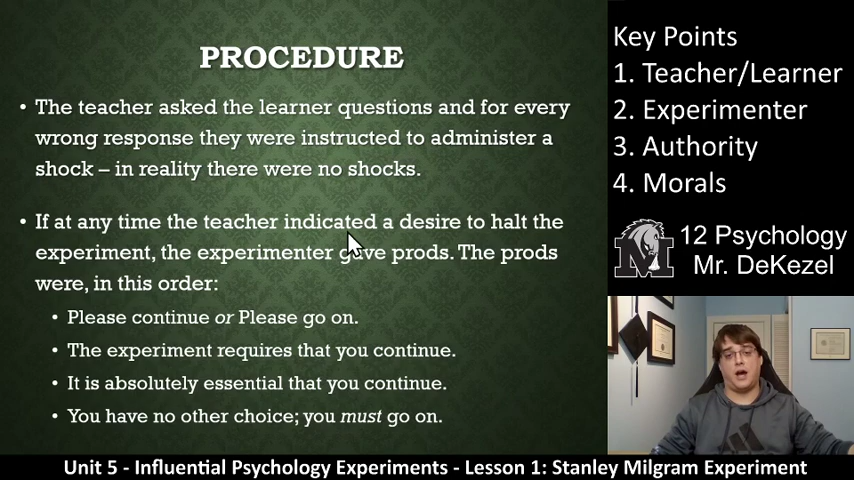 PROCEDURE
• The teacher asked the learner questions and for every
wrong response they were instructed to administer a
shock – in reality there were no shocks.
• If at any time the teacher indicated a desire to halt the
experiment, the experimenter gave prods. The prods
were, in this order:
• Please continue or Please go on.
• The experiment requires that you continue.
• It is absolutely essential that you continue.
• You have no other choice; you must go on.
Key Points
1. Teacher/Learner
2. Experimenter
3. Authority
4. Morals
M
12 Psychology
Mr. DeKezel
Unit 5 - Influential Psychology Experiments - Lesson 1: Stanley Milgram Experiment